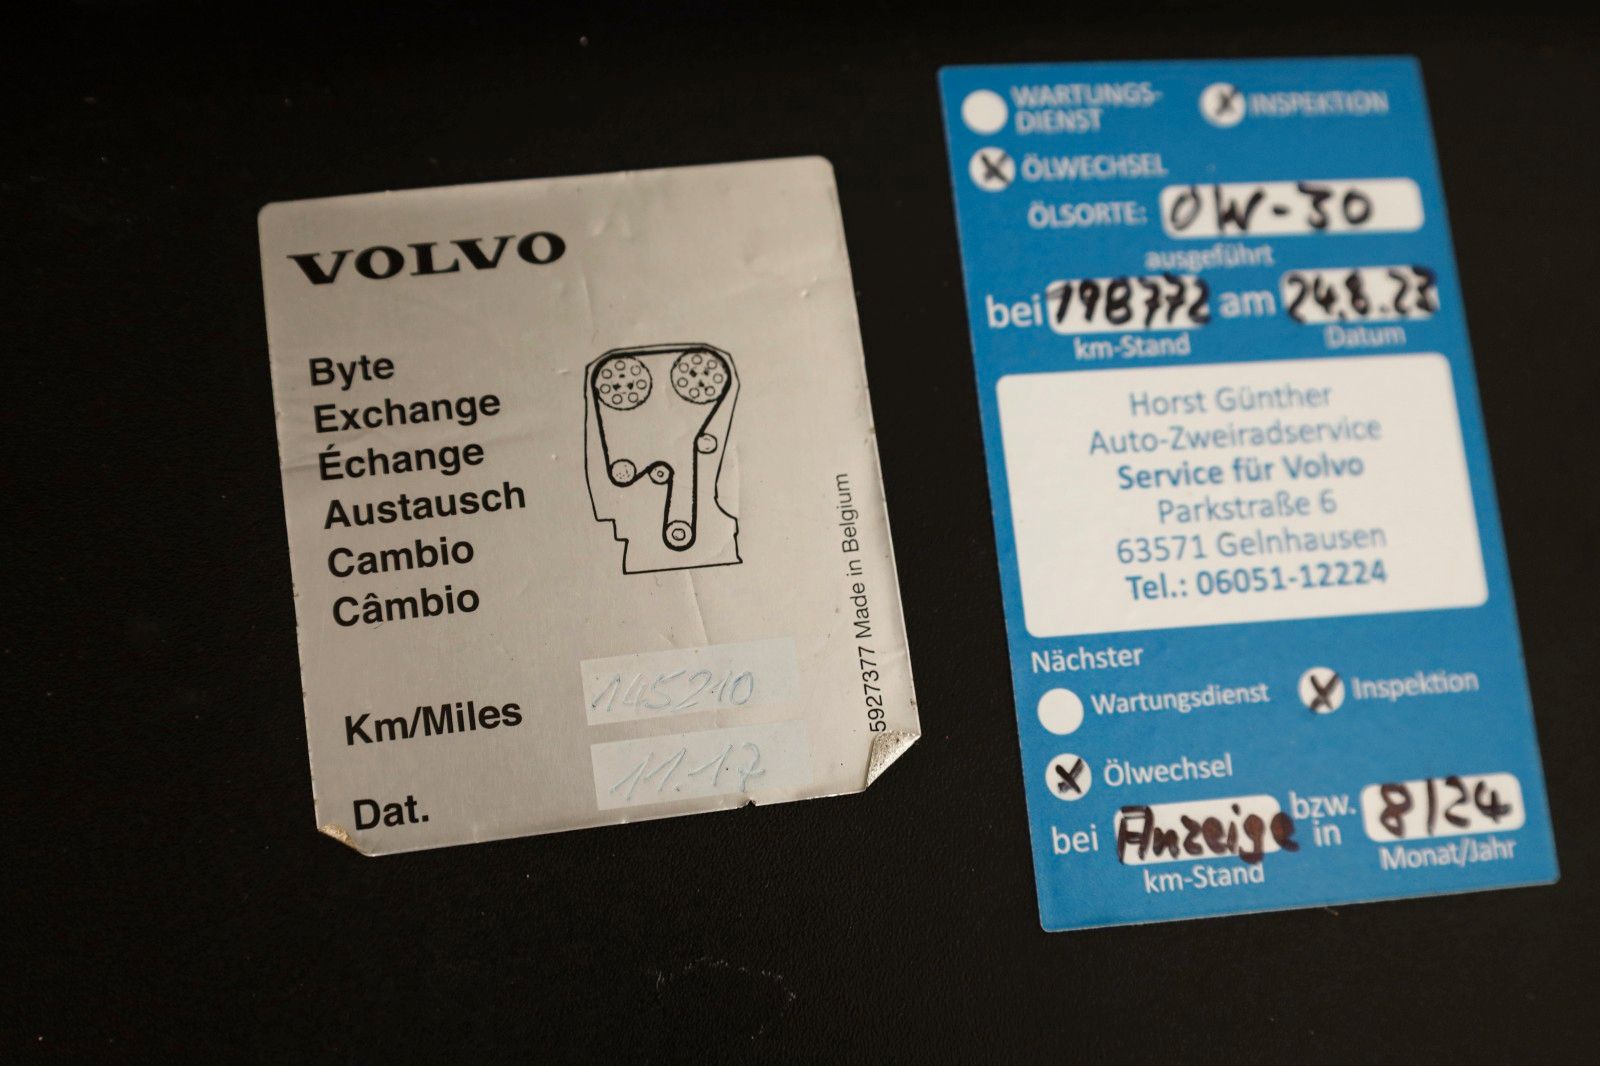 VOLVO
Byte
Exchange
Échange
Austausch
Cambio
Câmbio
Km/Miles 145210
Dat. 11.17
5927377 Made in Belgium
WARTUNGS-
DIENST
X INSPEKTION
X ÖLWECHSEL
ÖLSORTE: 0W-30
ausgeführt
bei 198772 am 24.8.23
km-Stand Datum
Horst Günther
Auto-Zweiradservice
Service für Volvo
Parkstraße 6
63571 Gelnhausen
Tel.: 06051-12224
Nächster
Wartungsdienst X Inspektion
X Ölwechsel
bei Anzeige bzw. in 8/24
km-Stand Monat/Jahr